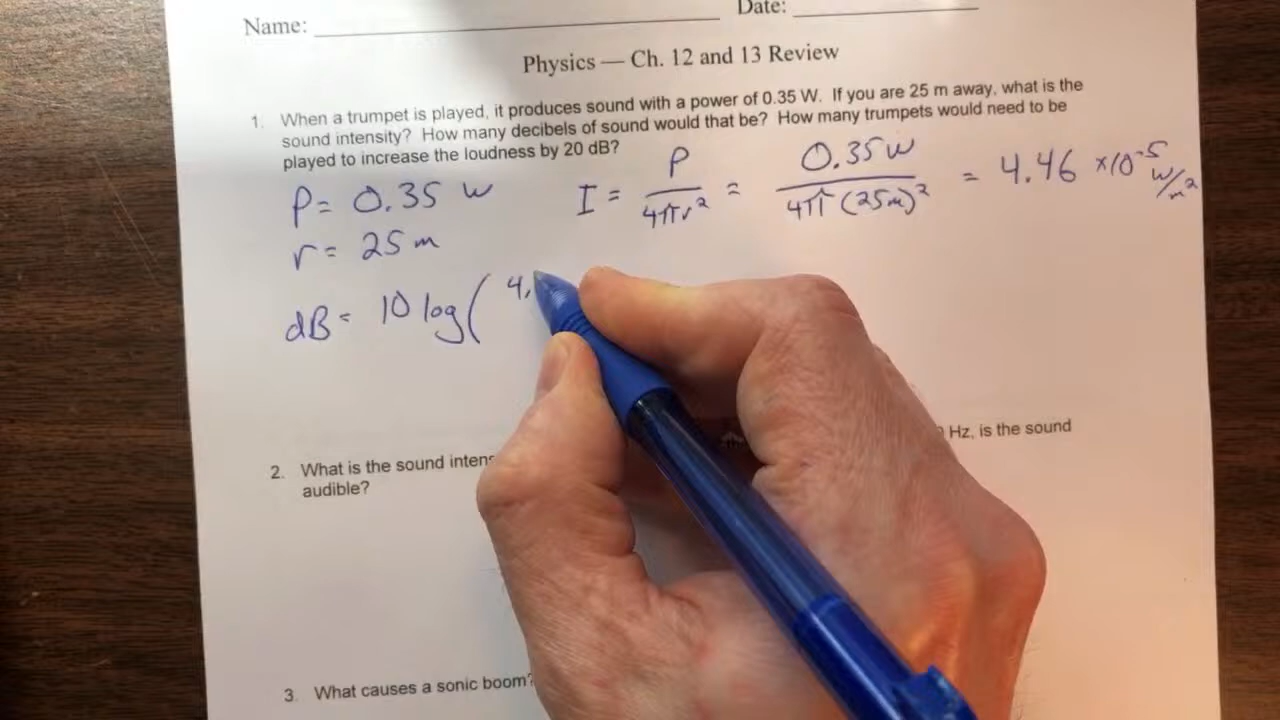 Name: Date:
Physics — Ch. 12 and 13 Review
1. When a trumpet is played, it produces sound with a power of 0.35 W. If you are 25 m away, what is the
sound intensity? How many decibels of sound would that be? How many trumpets would need to be
played to increase the loudness by 20 dB?
P = 0.35 W
I = P / 4πr² = 0.35 W / 4π (25m)² = 4.46 ×10⁻⁵ W/m²
r = 25 m
dB = 10 log( 4.
2. What is the sound Hz, is the sound
audible?
3. What causes a sonic boom?